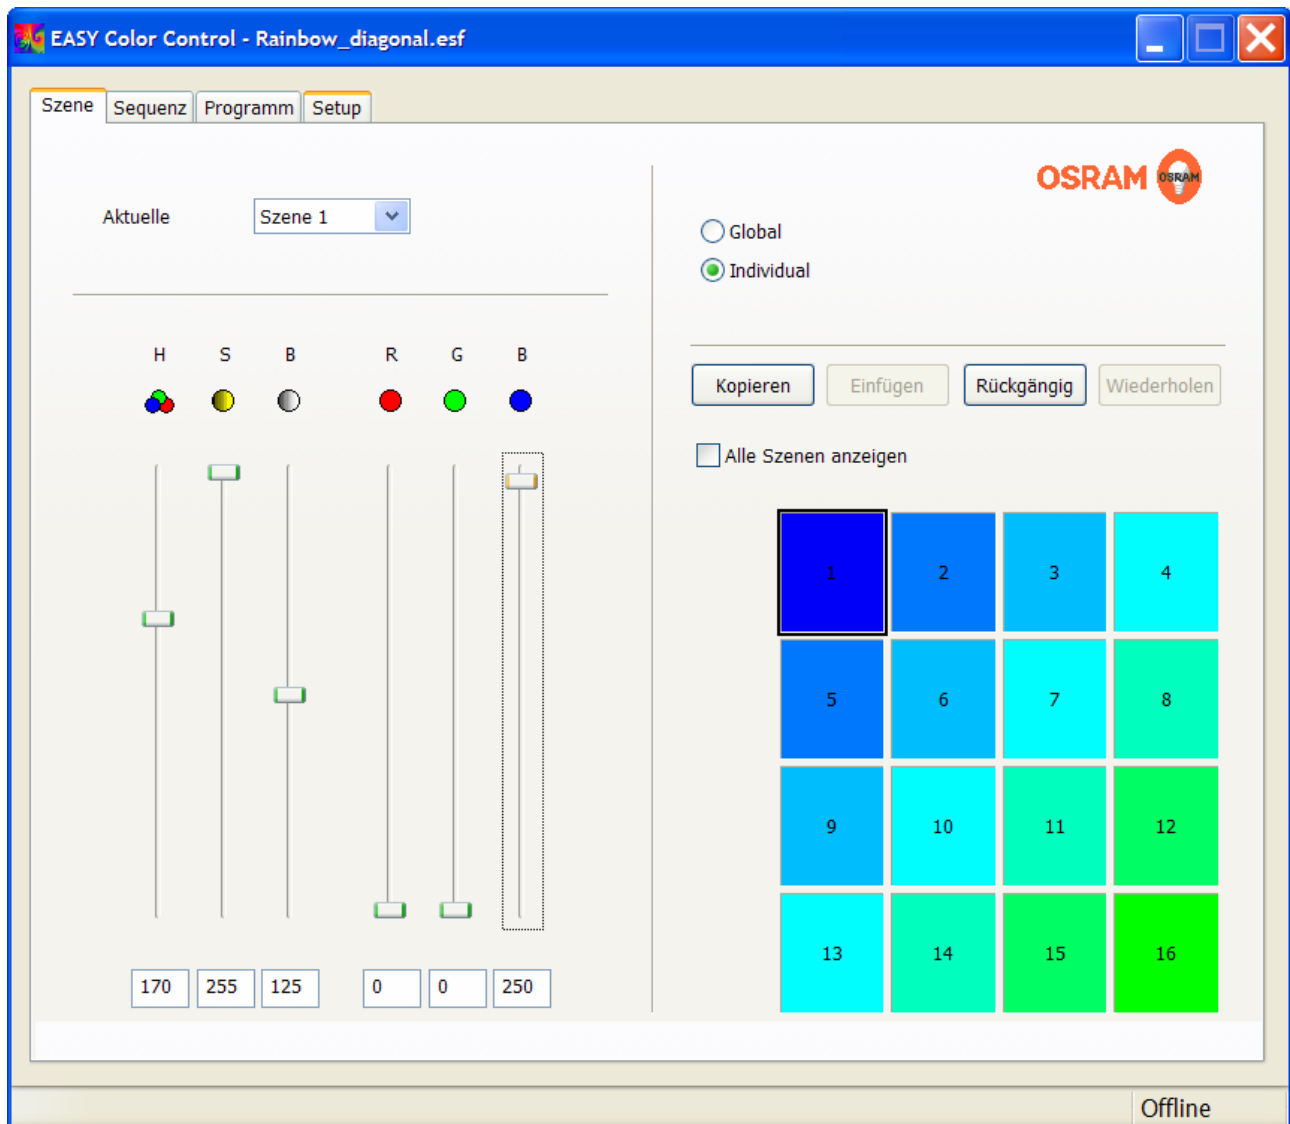 EASY Color Control - Rainbow_diagonal.esf
Szene Sequenz Programm Setup
OSRAM OSRAM
Aktuelle Szene 1
Global
Individual
H S B R G B
Kopieren Einfügen Rückgängig Wiederholen
Alle Szenen anzeigen
1 2 3 4
5 6 7 8
9 10 11 12
13 14 15 16
170 255 125 0 0 250
Offline